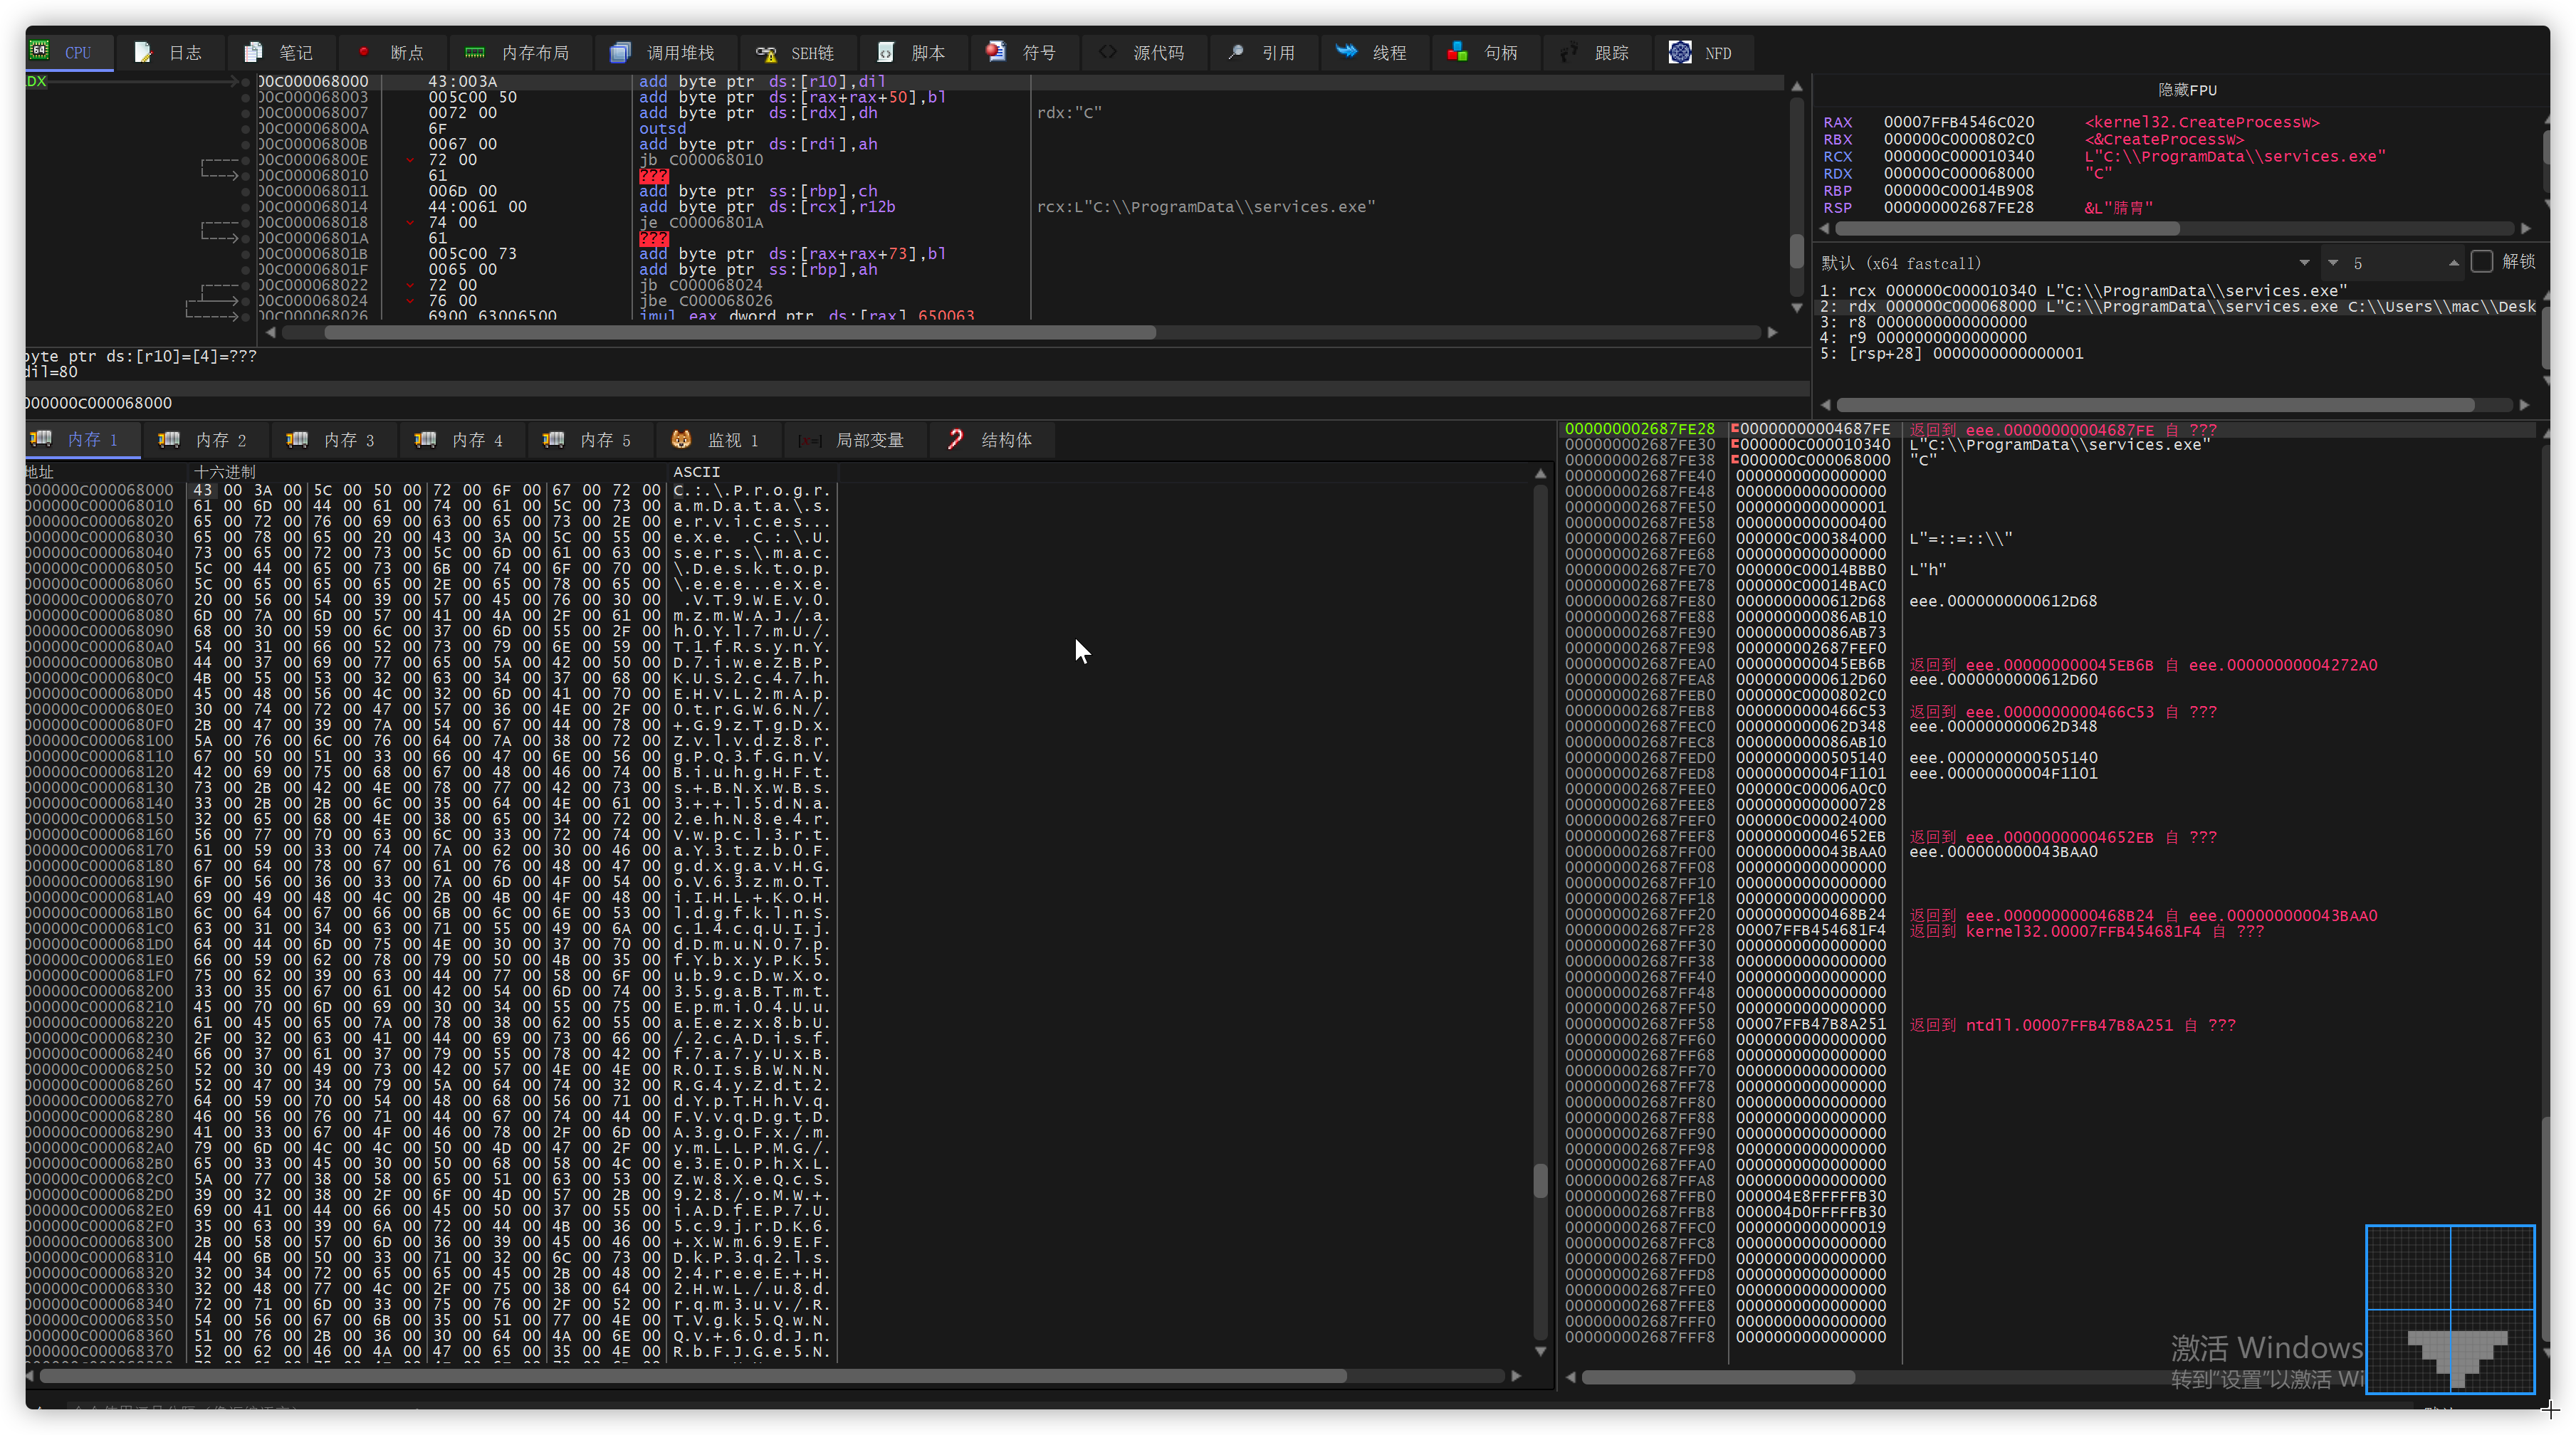 CPU 日志 笔记 断点 内存布局 调用堆栈 SEH链 脚本 符号 源代码 引用 线程 句柄 跟踪 NFD
DX
00C000068000 43:003A add byte ptr ds:[r10],dil
00C000068003 005C00 50 add byte ptr ds:[rax+rax+50],bl
00C000068007 0072 00 add byte ptr ds:[rdx],dh rdx:"C"
00C00006800A 6F outsd
00C00006800B 0067 00 add byte ptr ds:[rdi],ah
00C00006800E 72 00 jb C000068010
00C000068010 61 ???
00C000068011 006D 00 add byte ptr ss:[rbp],ch
00C000068014 44:0061 00 add byte ptr ds:[rcx],r12b rcx:L"C:\\ProgramData\\services.exe"
00C000068018 74 00 je C00006801A
00C00006801A 61 ???
00C00006801B 005C00 73 add byte ptr ds:[rax+rax+73],bl
00C00006801F 0065 00 add byte ptr ss:[rbp],ah
00C000068022 72 00 jb C000068024
00C000068024 76 00 jbe C000068026
00C000068026 6900 63006500 imul eax,dword ptr ds:[rax],650063
byte ptr ds:[r10]=[4]=???
dil=80
000000C000068000
隐藏FPU
RAX 00007FFB4546C020 <kernel32.CreateProcessW>
RBX 000000C0000802C0 <&CreateProcessW>
RCX 000000C000010340 L"C:\\ProgramData\\services.exe"
RDX 000000C000068000 "C"
RBP 000000C00014B908
RSP 000000002687FE28
默认 (x64 fastcall) 5 解锁
1: rcx 000000C000010340 L"C:\\ProgramData\\services.exe"
2: rdx 000000C000068000 L"C:\\ProgramData\\services.exe C:\\Users\\mac\\Desk
3: r8 0000000000000000
4: r9 0000000000000000
5: [rsp+28] 0000000000000001
内存 1 内存 2 内存 3 内存 4 内存 5 监视 1 局部变量 结构体
地址 十六进制 ASCII
000000C000068000 43 00 3A 00 5C 00 50 00 72 00 6F 00 67 00 72 00 C.:.\.P.r.o.g.r.
000000C000068010 61 00 6D 00 44 00 61 00 74 00 61 00 5C 00 73 00 a.m.D.a.t.a.\.s.
000000C000068020 65 00 72 00 76 00 69 00 63 00 65 00 73 00 2E 00 e.r.v.i.c.e.s...
000000C000068030 65 00 78 00 65 00 20 00 43 00 3A 00 5C 00 55 00 e.x.e. .C.:.\.U.
000000C000068040 73 00 65 00 72 00 73 00 5C 00 6D 00 61 00 63 00 s.e.r.s.\.m.a.c.
000000C000068050 5C 00 44 00 65 00 73 00 6B 00 74 00 6F 00 70 00 \.D.e.s.k.t.o.p.
000000C000068060 5C 00 65 00 65 00 65 00 2E 00 65 00 78 00 65 00 \.e.e.e...e.x.e.
000000C000068070 20 00 56 00 54 00 39 00 57 00 45 00 76 00 30 00 .V.T.9.W.E.v.0.
000000C000068080 6D 00 7A 00 6D 00 57 00 41 00 4A 00 2F 00 61 00 m.z.m.W.A.J./.a.
000000C000068090 68 00 30 00 59 00 6C 00 37 00 6D 00 55 00 2F 00 h.0.Y.l.7.m.U./.
000000C0000680A0 54 00 31 00 66 00 52 00 73 00 79 00 6E 00 59 00 T.1.f.R.s.y.n.Y.
000000C0000680B0 44 00 37 00 69 00 77 00 65 00 5A 00 42 00 50 00 D.7.i.w.e.Z.B.P.
000000C0000680C0 4B 00 55 00 53 00 32 00 63 00 34 00 37 00 68 00 K.U.S.2.c.4.7.h.
000000C0000680D0 45 00 48 00 56 00 4C 00 32 00 6D 00 41 00 70 00 E.H.V.L.2.m.A.p.
000000C0000680E0 30 00 74 00 72 00 47 00 57 00 36 00 4E 00 2F 00 0.t.r.G.W.6.N./.
000000C0000680F0 2B 00 47 00 39 00 7A 00 54 00 67 00 44 00 78 00 +.G.9.z.T.g.D.x.
000000C000068100 5A 00 76 00 6C 00 76 00 64 00 7A 00 38 00 72 00 Z.v.l.v.d.z.8.r.
000000C000068110 67 00 50 00 51 00 33 00 66 00 47 00 6E 00 56 00 g.P.Q.3.f.G.n.V.
000000C000068120 42 00 69 00 75 00 68 00 67 00 48 00 46 00 74 00 B.i.u.h.g.H.F.t.
000000C000068130 73 00 2B 00 42 00 4E 00 78 00 77 00 42 00 73 00 s.+.B.N.x.w.B.s.
000000C000068140 33 00 2B 00 2B 00 6C 00 35 00 64 00 4E 00 61 00 3.+.+.l.5.d.N.a.
000000C000068150 32 00 65 00 68 00 4E 00 38 00 65 00 34 00 72 00 2.e.h.N.8.e.4.r.
000000C000068160 56 00 77 00 70 00 63 00 6C 00 33 00 72 00 74 00 V.w.p.c.l.3.r.t.
000000C000068170 61 00 59 00 33 00 74 00 7A 00 62 00 30 00 46 00 a.Y.3.t.z.b.0.F.
000000C000068180 67 00 64 00 78 00 67 00 61 00 76 00 48 00 47 00 g.d.x.g.a.v.H.G.
000000C000068190 6F 00 56 00 36 00 33 00 7A 00 6D 00 4F 00 54 00 o.V.6.3.z.m.O.T.
000000C0000681A0 69 00 49 00 48 00 4C 00 2B 00 4B 00 4F 00 48 00 i.I.H.L.+.K.O.H.
000000C0000681B0 6C 00 64 00 67 00 66 00 6B 00 6C 00 6E 00 53 00 l.d.g.f.k.l.n.S.
000000C0000681C0 63 00 31 00 34 00 63 00 71 00 55 00 49 00 6A 00 c.1.4.c.q.U.I.j.
000000C0000681D0 64 00 44 00 6D 00 75 00 4E 00 30 00 37 00 70 00 d.D.m.u.N.0.7.p.
000000C0000681E0 66 00 59 00 62 00 78 00 79 00 50 00 4B 00 35 00 f.Y.b.x.y.P.K.5.
000000C0000681F0 75 00 62 00 39 00 63 00 44 00 77 00 58 00 6F 00 u.b.9.c.D.w.X.o.
000000C000068200 33 00 35 00 67 00 61 00 42 00 54 00 6D 00 74 00 3.5.g.a.B.T.m.t.
000000C000068210 45 00 70 00 6D 00 69 00 30 00 34 00 55 00 75 00 E.p.m.i.0.4.U.u.
000000C000068220 61 00 45 00 65 00 7A 00 78 00 38 00 62 00 55 00 a.E.e.z.x.8.b.U.
000000C000068230 2F 00 32 00 63 00 41 00 44 00 69 00 73 00 66 00 /.2.c.A.D.i.s.f.
000000C000068240 66 00 37 00 61 00 37 00 79 00 55 00 78 00 42 00 f.7.a.7.y.U.x.B.
000000C000068250 52 00 30 00 49 00 73 00 42 00 57 00 4E 00 4E 00 R.0.I.s.B.W.N.N.
000000C000068260 52 00 47 00 34 00 79 00 5A 00 64 00 74 00 32 00 R.G.4.y.Z.d.t.2.
000000C000068270 64 00 59 00 70 00 54 00 48 00 68 00 56 00 71 00 d.Y.p.T.H.h.V.q.
000000C000068280 46 00 56 00 76 00 71 00 44 00 67 00 74 00 44 00 F.V.v.q.D.g.t.D.
000000C000068290 41 00 33 00 67 00 4F 00 46 00 78 00 2F 00 6D 00 A.3.g.O.F.x./.m.
000000C0000682A0 79 00 6D 00 4C 00 4C 00 50 00 4D 00 47 00 2F 00 y.m.L.L.P.M.G./.
000000C0000682B0 65 00 33 00 45 00 30 00 50 00 68 00 58 00 4C 00 e.3.E.0.P.h.X.L.
000000C0000682C0 5A 00 77 00 38 00 58 00 65 00 51 00 63 00 53 00 Z.w.8.X.e.Q.c.S.
000000C0000682D0 39 00 32 00 38 00 2F 00 6F 00 4D 00 57 00 2B 00 9.2.8./.o.M.W.+.
000000C0000682E0 69 00 41 00 44 00 66 00 45 00 50 00 37 00 55 00 i.A.D.f.E.P.7.U.
000000C0000682F0 35 00 63 00 39 00 6A 00 72 00 44 00 4B 00 36 00 5.c.9.j.r.D.K.6.
000000C000068300 2B 00 58 00 57 00 6D 00 36 00 39 00 45 00 46 00 +.X.W.m.6.9.E.F.
000000C000068310 44 00 6B 00 50 00 33 00 71 00 32 00 6C 00 73 00 D.k.P.3.q.2.l.s.
000000C000068320 32 00 34 00 72 00 65 00 65 00 45 00 2B 00 48 00 2.4.r.e.e.E.+.H.
000000C000068330 32 00 48 00 77 00 4C 00 2F 00 75 00 38 00 64 00 2.H.w.L./.u.8.d.
000000C000068340 72 00 71 00 6D 00 33 00 75 00 76 00 2F 00 52 00 r.q.m.3.u.v./.R.
000000C000068350 54 00 56 00 67 00 6B 00 35 00 51 00 77 00 4E 00 T.V.g.k.5.Q.w.N.
000000C000068360 51 00 76 00 2B 00 36 00 30 00 64 00 4A 00 6E 00 Q.v.+.6.0.d.J.n.
000000C000068370 52 00 62 00 46 00 4A 00 47 00 65 00 35 00 4E 00 R.b.F.J.G.e.5.N.
000000002687FE28 00000000004687FE 返回到 eee.00000000004687FE 自 ???
000000002687FE30 000000C000010340 L"C:\\ProgramData\\services.exe"
000000002687FE38 000000C000068000 "C"
000000002687FE40 0000000000000000
000000002687FE48 0000000000000000
000000002687FE50 0000000000000001
000000002687FE58 0000000000000400
000000002687FE60 000000C000384000 L"=::=::\\"
000000002687FE68 0000000000000000
000000002687FE70 000000C00014BBB0 L"h"
000000002687FE78 000000C00014BAC0
000000002687FE80 0000000000612D68 eee.0000000000612D68
000000002687FE88 000000000086AB10
000000002687FE90 000000000086AB73
000000002687FE98 000000002687FEF0
000000002687FEA0 000000000045EB6B 返回到 eee.000000000045EB6B 自 eee.00000000004272A0
000000002687FEA8 0000000000612D60 eee.0000000000612D60
000000002687FEB0 000000C0000802C0
000000002687FEB8 0000000000466C53 返回到 eee.0000000000466C53 自 ???
000000002687FEC0 000000000062D348 eee.000000000062D348
000000002687FEC8 000000000086AB10
000000002687FED0 0000000000505140 eee.0000000000505140
000000002687FED8 00000000004F1101 eee.00000000004F1101
000000002687FEE0 000000C00006A0C0
000000002687FEE8 0000000000000728
000000002687FEF0 000000C000024000
000000002687FEF8 00000000004652EB 返回到 eee.00000000004652EB 自 ???
000000002687FF00 000000000043BAA0 eee.000000000043BAA0
000000002687FF08 0000000000000000
000000002687FF10 0000000000000000
000000002687FF18 0000000000000000
000000002687FF20 0000000000468B24 返回到 eee.0000000000468B24 自 eee.000000000043BAA0
000000002687FF28 00007FFB454681F4 返回到 kernel32.00007FFB454681F4 自 ???
000000002687FF30 0000000000000000
000000002687FF38 0000000000000000
000000002687FF40 0000000000000000
000000002687FF48 0000000000000000
000000002687FF50 0000000000000000
000000002687FF58 00007FFB47B8A251 返回到 ntdll.00007FFB47B8A251 自 ???
000000002687FF60 0000000000000000
000000002687FF68 0000000000000000
000000002687FF70 0000000000000000
000000002687FF78 0000000000000000
000000002687FF80 0000000000000000
000000002687FF88 0000000000000000
000000002687FF90 0000000000000000
000000002687FF98 0000000000000000
000000002687FFA0 0000000000000000
000000002687FFA8 0000000000000000
000000002687FFB0 000004E8FFFFFB30
000000002687FFB8 000004D0FFFFFB30
000000002687FFC0 0000000000000019
000000002687FFC8 0000000000000000
000000002687FFD0 0000000000000000
000000002687FFD8 0000000000000000
000000002687FFE0 0000000000000000
000000002687FFE8 0000000000000000
000000002687FFF0 0000000000000000
000000002687FFF8 0000000000000000
激活 Windows
转到"设置"以激活 Wi